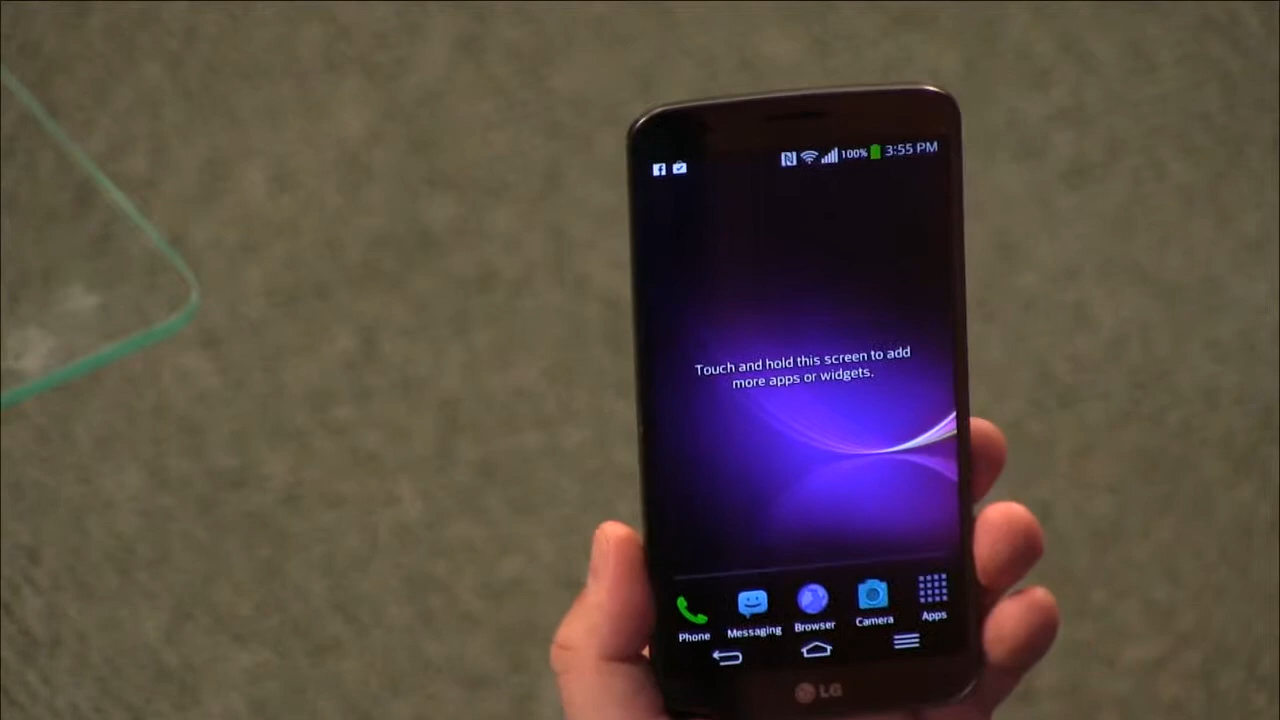 100% 3:55 PM
Touch and hold this screen to add
more apps or widgets.
Phone Messaging Browser Camera Apps
LG